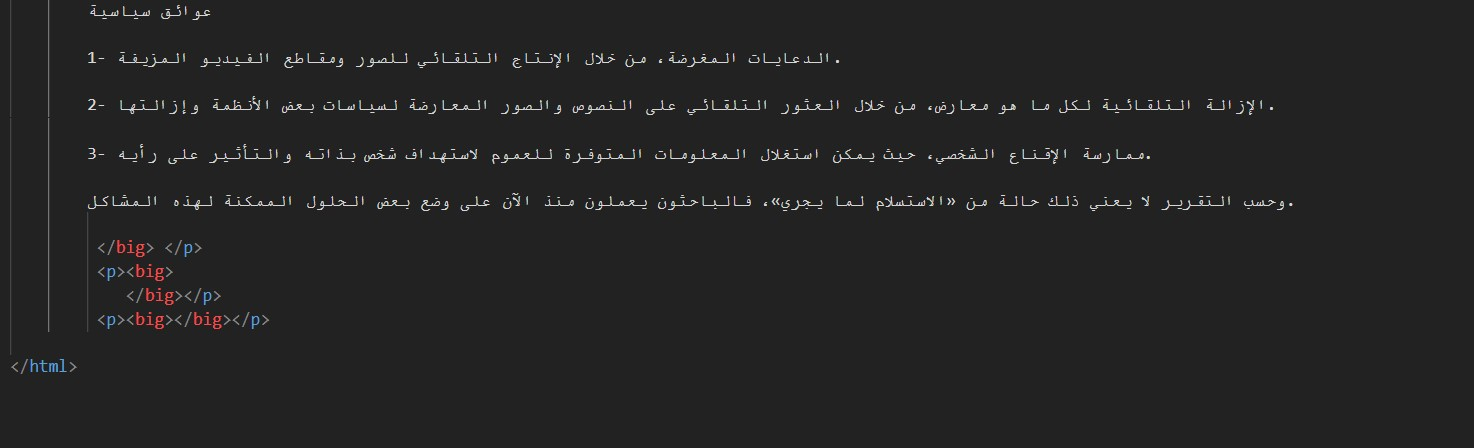 عوائق سياسية
1- الدعايات المغرضة، من خلال الإنتاج التلقائي للصور ومقاطع الفيديو المزيفة.
2- الإزالة التلقائية لكل ما هو معارض، من خلال العثور التلقائي على النصوص والصور المعارضة لسياسات بعض الأنظمة وإزالتها.
3- ممارسة الإقناع الشخصي، حيث يمكن استغلال المعلومات المتوفرة للعموم لاستهداف شخص بذاته والتأثير على رأيه.
وحسب التقرير لا يعني ذلك حالة من «الاستسلام لما يجري»، فالباحثون يعملون منذ الآن على وضع بعض الحلول الممكنة لهذه المشاكل.
</big> </p>
<p><big>
</big></p>
<p><big></big></p>
</html>